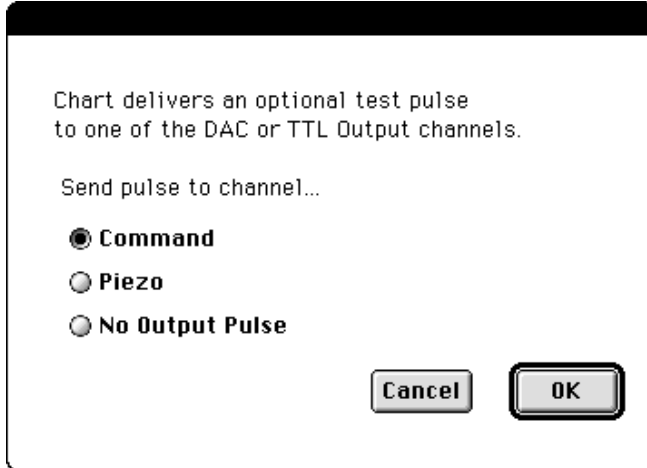 Chart delivers an optional test pulse
to one of the DAC or TTL Output channels.
Send pulse to channel...
Command
Piezo
No Output Pulse
Cancel OK